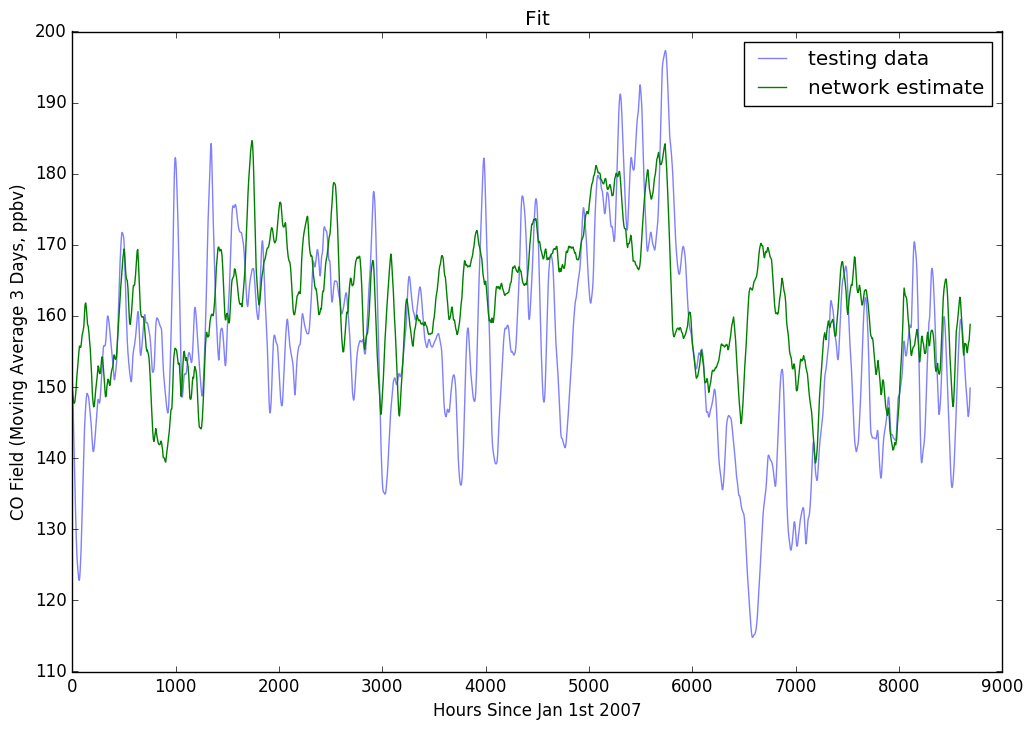 Fit
testing data
network estimate
CO Field (Moving Average 3 Days, ppbv)
200
190
180
170
160
150
140
130
120
110
0 1000 2000 3000 4000 5000 6000 7000 8000 9000
Hours Since Jan 1st 2007